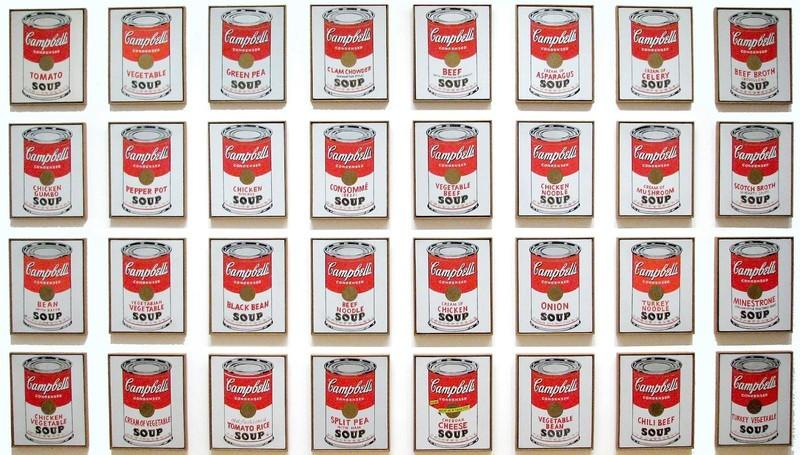 Campbell's
CONDENSED
TOMATO
SOUP
Campbell's
CONDENSED
VEGETABLE
SOUP
Campbell's
CONDENSED
GREEN PEA
SOUP
Campbell's
CONDENSED
CLAM CHOWDER
SOUP
Campbell's
CONDENSED
BEEF
SOUP
Campbell's
CONDENSED
CREAM OF
ASPARAGUS
SOUP
Campbell's
CONDENSED
CREAM OF
CELERY
SOUP
Campbell's
CONDENSED
BEEF BROTH
SOUP
Campbell's
CONDENSED
CHICKEN
GUMBO
SOUP
Campbell's
CONDENSED
PEPPER POT
SOUP
Campbell's
CONDENSED
CHICKEN
SOUP
Campbell's
CONDENSED
CONSOMMÉ
(BEEF)
SOUP
Campbell's
CONDENSED
VEGETABLE
BEEF
SOUP
Campbell's
CONDENSED
CHICKEN
NOODLE
SOUP
Campbell's
CONDENSED
CREAM OF
MUSHROOM
SOUP
Campbell's
CONDENSED
SCOTCH BROTH
SOUP
Campbell's
CONDENSED
BEAN
WITH BACON
SOUP
Campbell's
CONDENSED
VEGETARIAN
VEGETABLE
SOUP
Campbell's
CONDENSED
BLACK BEAN
SOUP
Campbell's
CONDENSED
BEEF
NOODLE
SOUP
Campbell's
CONDENSED
CREAM OF
CHICKEN
SOUP
Campbell's
CONDENSED
ONION
SOUP
Campbell's
CONDENSED
TURKEY
NOODLE
SOUP
Campbell's
CONDENSED
MINESTRONE
SOUP
Campbell's
CONDENSED
CHICKEN
VEGETABLE
SOUP
Campbell's
CONDENSED
CREAM OF VEGETABLE
SOUP
Campbell's
CONDENSED
TOMATO RICE
SOUP
Campbell's
CONDENSED
SPLIT PEA
WITH HAM
SOUP
Campbell's
CONDENSED
CHEDDAR
CHEESE
SOUP
Campbell's
CONDENSED
VEGETABLE
BEAN
SOUP
Campbell's
CONDENSED
CHILI BEEF
SOUP
Campbell's
CONDENSED
TURKEY VEGETABLE
SOUP